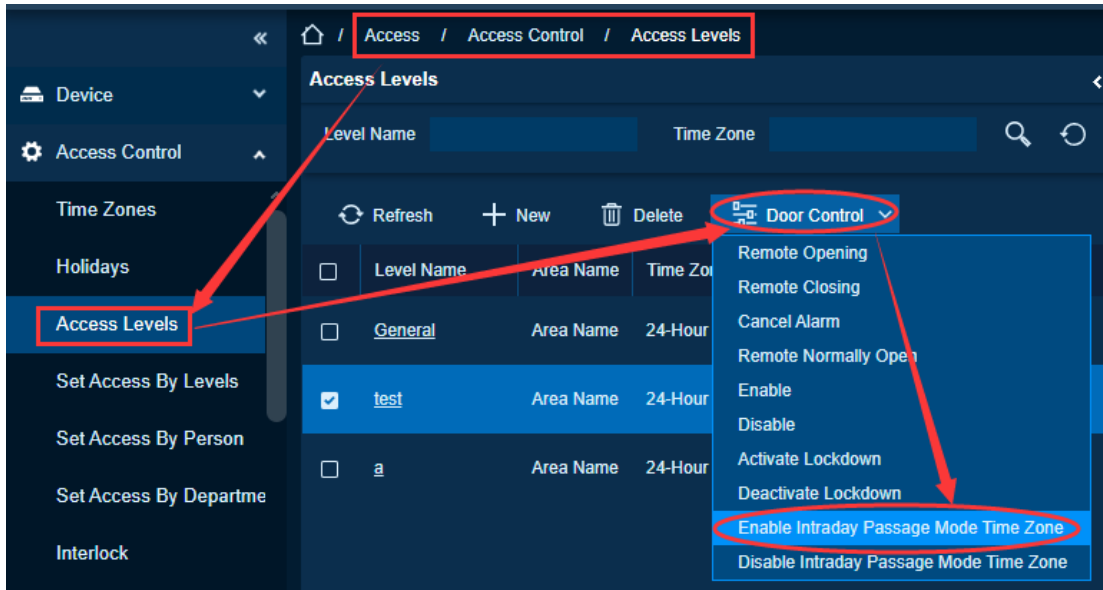 / Access / Access Control / Access Levels
Device
Access Control
Time Zones
Holidays
Access Levels
Set Access By Levels
Set Access By Person
Set Access By Departme
Interlock
Access Levels
Level Name Time Zone
Refresh New Delete Door Control
Level Name Area Name Time Zon
General Area Name 24-Hour
test Area Name 24-Hour
a Area Name 24-Hour
Remote Opening
Remote Closing
Cancel Alarm
Remote Normally Open
Enable
Disable
Activate Lockdown
Deactivate Lockdown
Enable Intraday Passage Mode Time Zone
Disable Intraday Passage Mode Time Zone